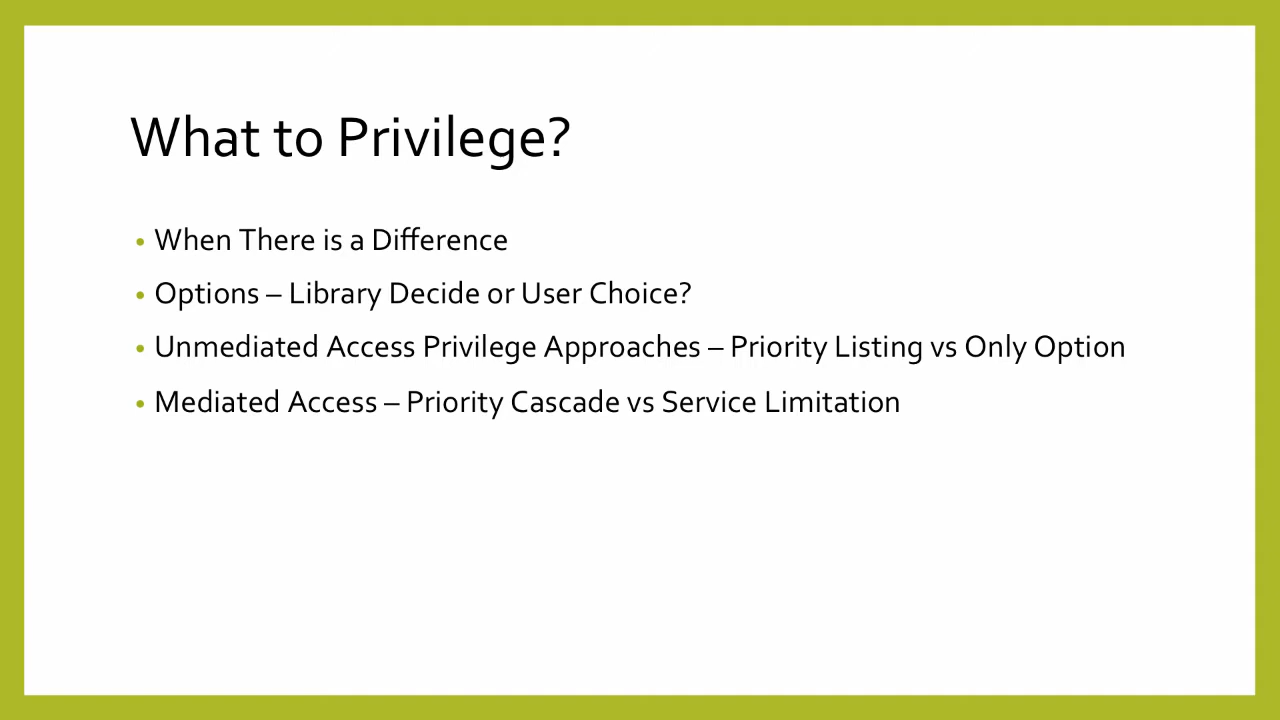 What to Privilege?
• When There is a Difference
• Options – Library Decide or User Choice?
• Unmediated Access Privilege Approaches – Priority Listing vs Only Option
• Mediated Access – Priority Cascade vs Service Limitation